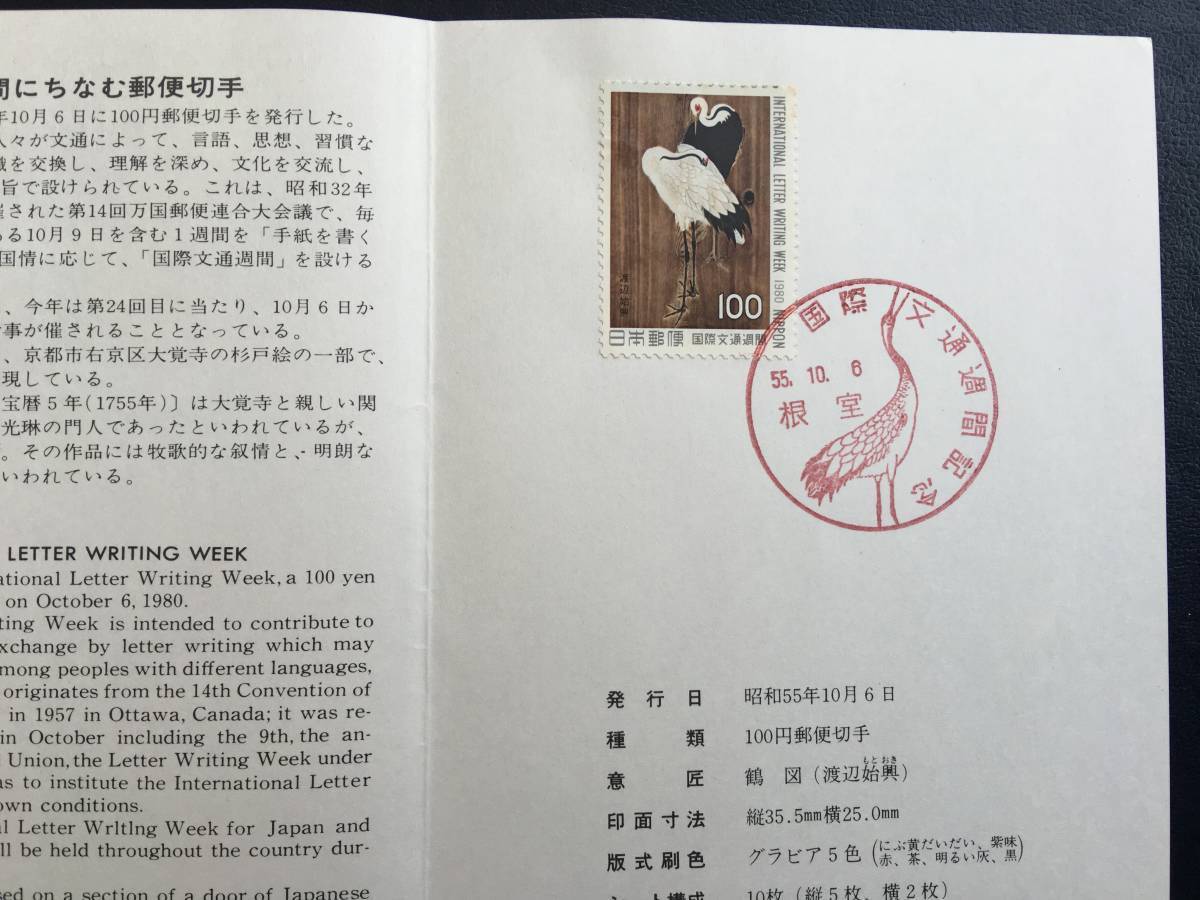 間にちなむ郵便切手
年10月6日に100円郵便切手を発行した。
人々が文通によって、言語、思想、習慣な
識を交換し、理解を深め、文化を交流し、
旨で設けられている。これは、昭和32年
催された第14回万国郵便連合大会議で、毎
ある10月9日を含む1週間を「手紙を書く
国情に応じて、「国際文通週間」を設ける
、今年は第24回目に当たり、10月6日か
事が催されることとなっている。
、京都市右京区大覚寺の杉戸絵の一部で、
現している。
宝暦5年(1755年)〕は大覚寺と親しい関
光琳の門人であったといわれているが、
。その作品には牧歌的な叙情と、明朗な
いわれている。
LETTER WRITING WEEK
ational Letter Writing Week, a 100 yen
on October 6, 1980.
ting Week is intended to contribute to
xchange by letter writing which may
among peoples with different languages,
originates from the 14th Convention of
in 1957 in Ottawa, Canada; it was re-
in October including the 9th, the an-
l Union, the Letter Writing Week under
as to institute the International Letter
own conditions.
al Letter WrItIng Week for Japan and
ll be held throughout the country dur-
sed on a section of a door of Japanese
INTERNATIONAL LETTER WRITING WEEK 1980 NIPPON
渡辺始興
100
日本郵便 国際文通週間
国際文通週間記念
55.10.6
根室
発行日 昭和55年10月6日
種類 100円郵便切手
意匠 鶴図(渡辺始興)
もとおき
印面寸法 縦35.5mm横25.0mm
版式刷色 グラビア5色(にぶ黄だいだい、紫味
赤、茶、明るい灰、黒)
シート構成 10枚(縦5枚、横2枚)